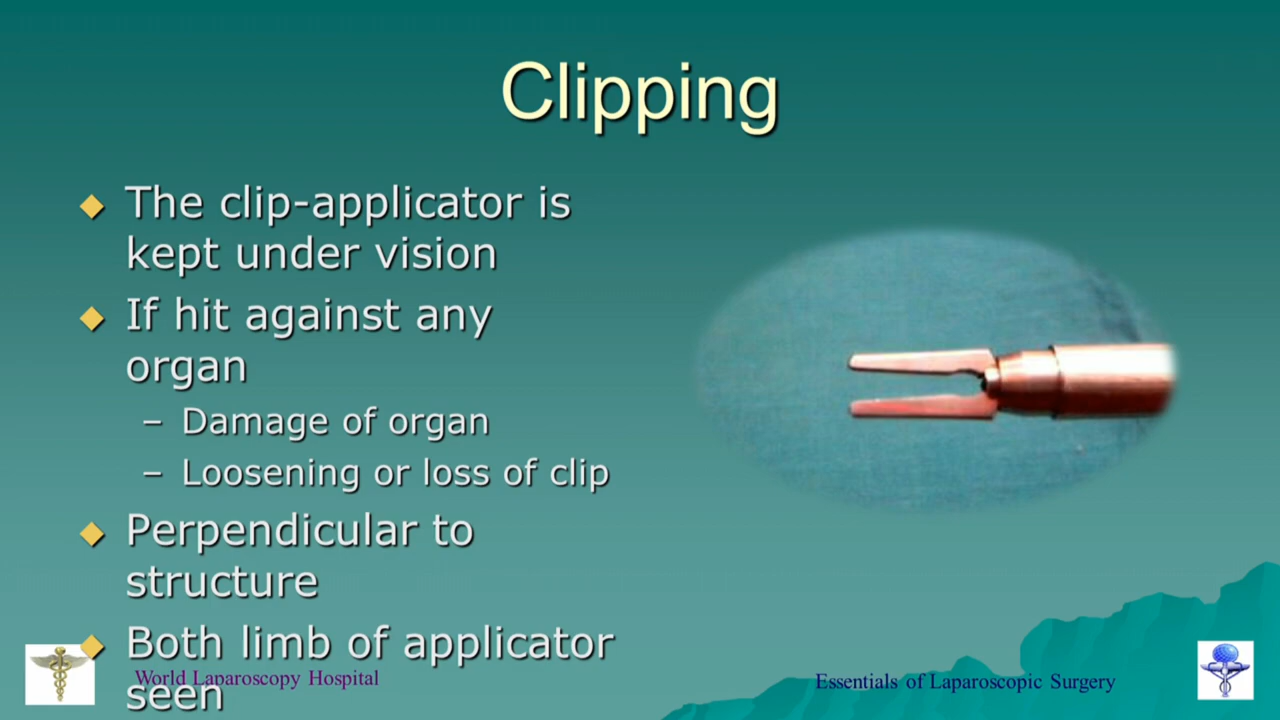 Clipping
The clip-applicator is
kept under vision
If hit against any
organ
– Damage of organ
– Loosening or loss of clip
Perpendicular to
structure
Both limb of applicator
seen
World Laparoscopy Hospital
Essentials of Laparoscopic Surgery